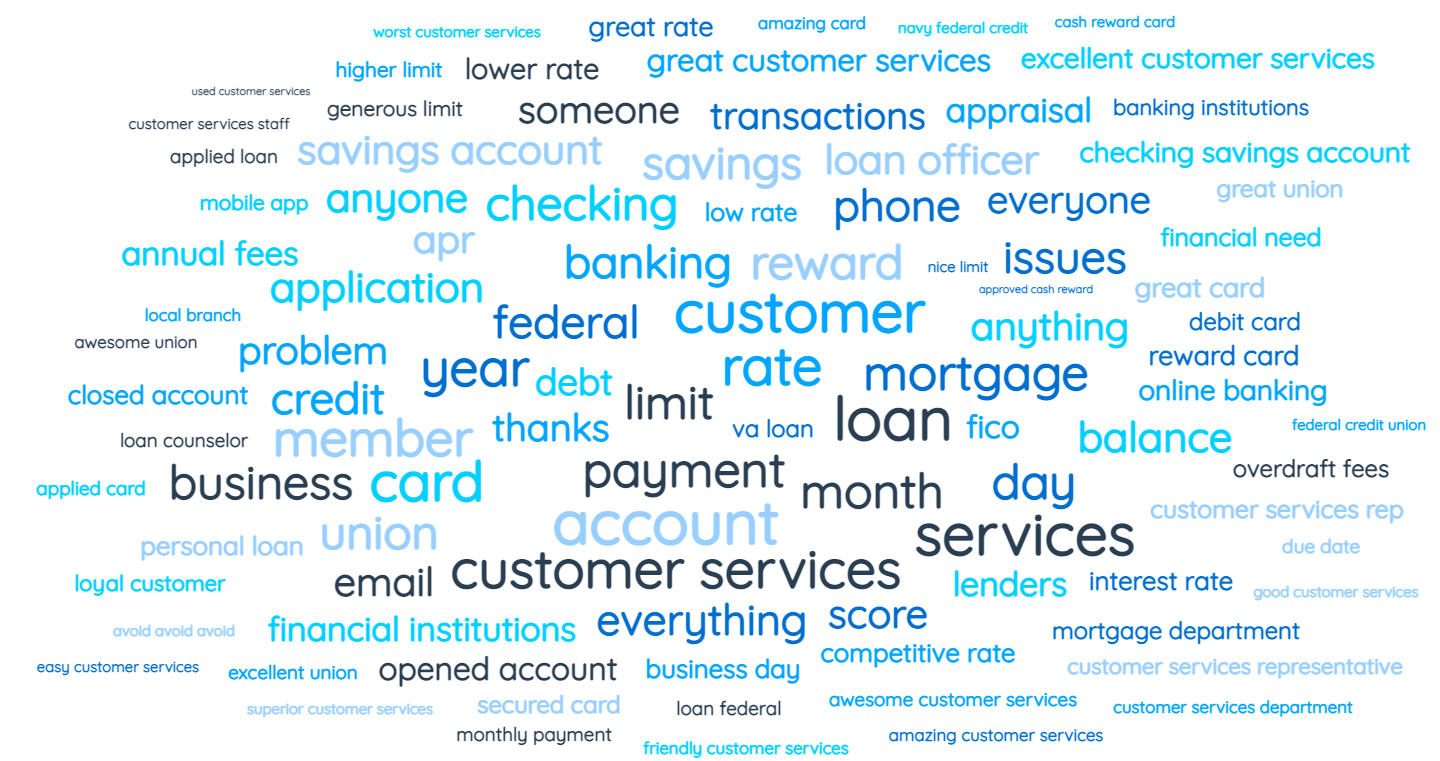 worst customer services great rate amazing card navy federal credit cash reward card
higher limit lower rate great customer services excellent customer services
used customer services
customer services staff generous limit someone transactions appraisal banking institutions
applied loan savings account savings loan officer checking savings account
mobile app anyone checking low rate phone everyone great union
annual fees apr banking reward nice limit issues financial need
application approved cash reward great card
local branch federal customer anything debit card
awesome union problem year rate mortgage reward card
closed account credit debt limit loan online banking
loan counselor member thanks va loan fico balance federal credit union
applied card business card payment month day overdraft fees
personal loan union account services customer services rep due date
loyal customer email customer services lenders interest rate good customer services
avoid avoid avoid financial institutions everything score mortgage department
easy customer services excellent union opened account business day competitive rate customer services representative
superior customer services secured card loan federal awesome customer services customer services department
monthly payment friendly customer services amazing customer services